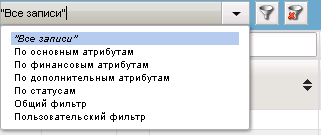 "Все записи"
"Все записи"
По основным атрибутам
По финансовым атрибутам
По дополнительным атрибутам
По статусам
Общий фильтр
Пользовательский фильтр